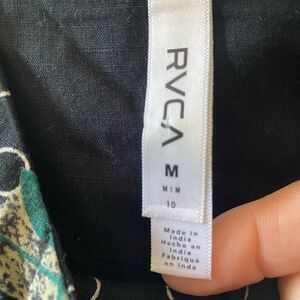 RVCA
M
M|M
10
Made in
India
Hecho en
India
Fabriqué
en Inde